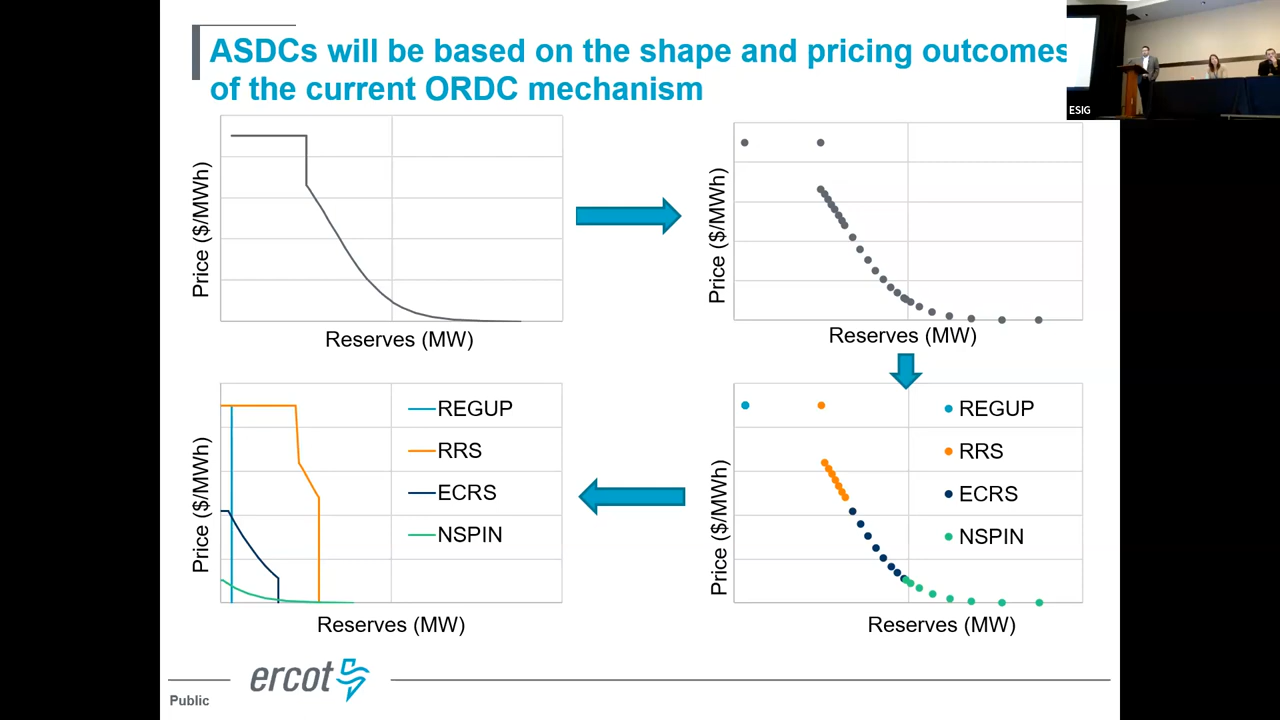 ASDCs will be based on the shape and pricing outcomes
of the current ORDC mechanism
ESIG
Price ($/MWh)
Reserves (MW)
Price ($/MWh)
Reserves (MW)
Price ($/MWh)
REGUP
RRS
ECRS
NSPIN
Reserves (MW)
Price ($/MWh)
REGUP
RRS
ECRS
NSPIN
Reserves (MW)
ercot
Public